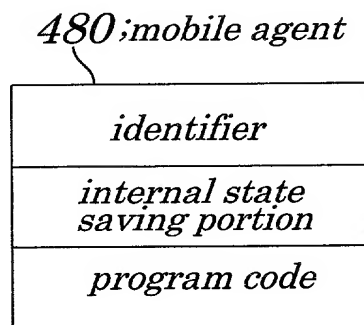 480;mobile agent
identifier
internal state
saving portion
program code